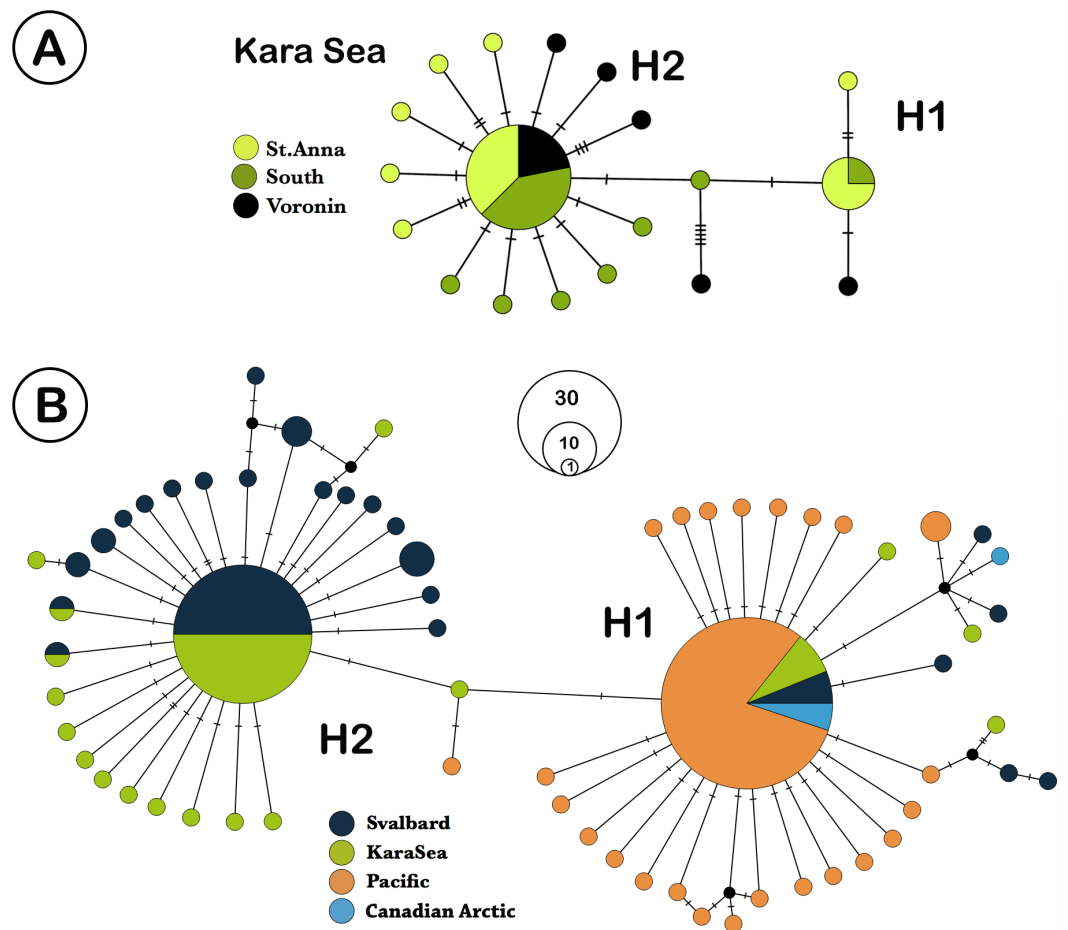 A
Kara Sea
H2
H1
St.Anna
South
Voronin
B
30
10
1
H1
H2
Svalbard
KaraSea
Pacific
Canadian Arctic